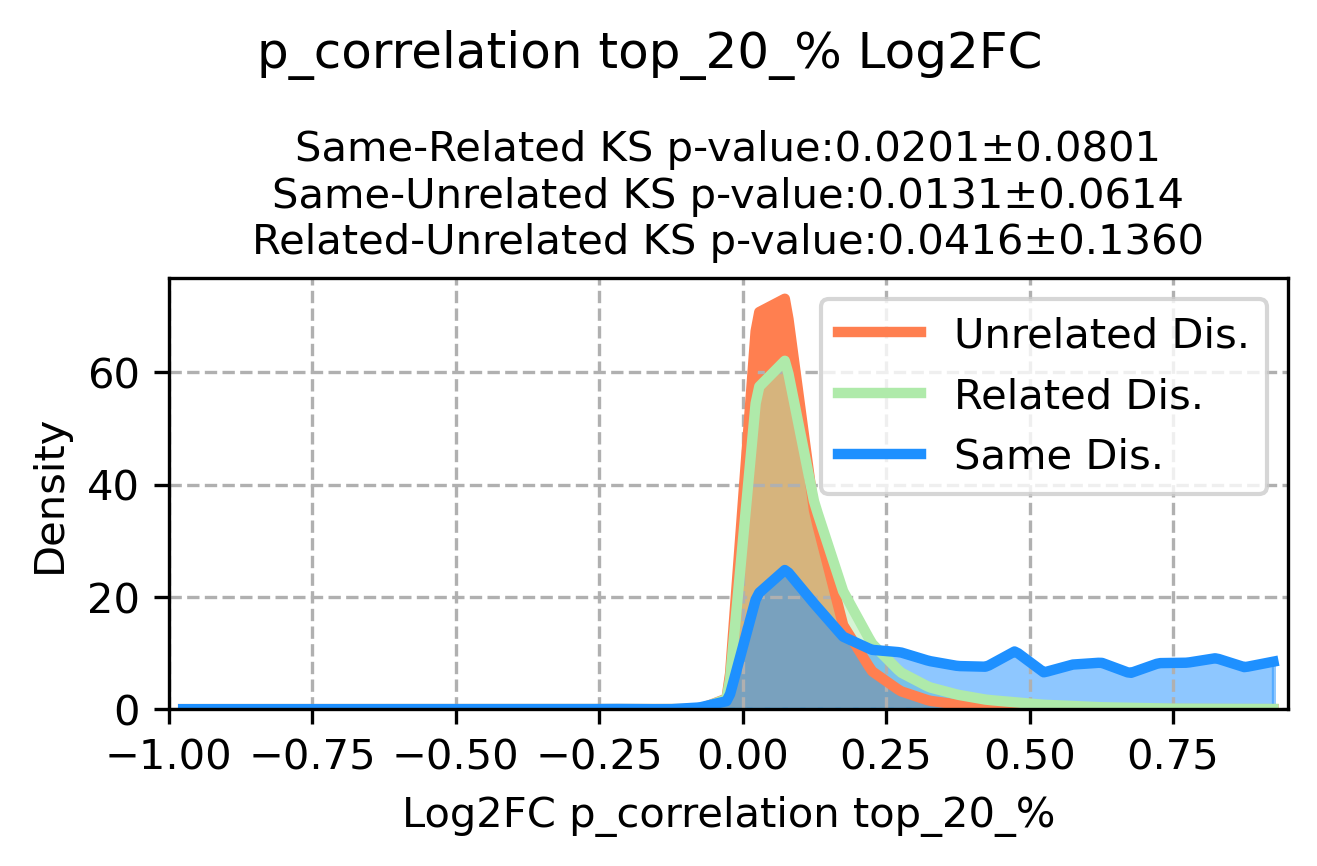 p_correlation top_20_% Log2FC
Same-Related KS p-value:0.0201±0.0801
Same-Unrelated KS p-value:0.0131±0.0614
Related-Unrelated KS p-value:0.0416±0.1360
Unrelated Dis.
Related Dis.
Same Dis.
Density
60
40
20
0
−1.00 −0.75 −0.50 −0.25 0.00 0.25 0.50 0.75
Log2FC p_correlation top_20_%